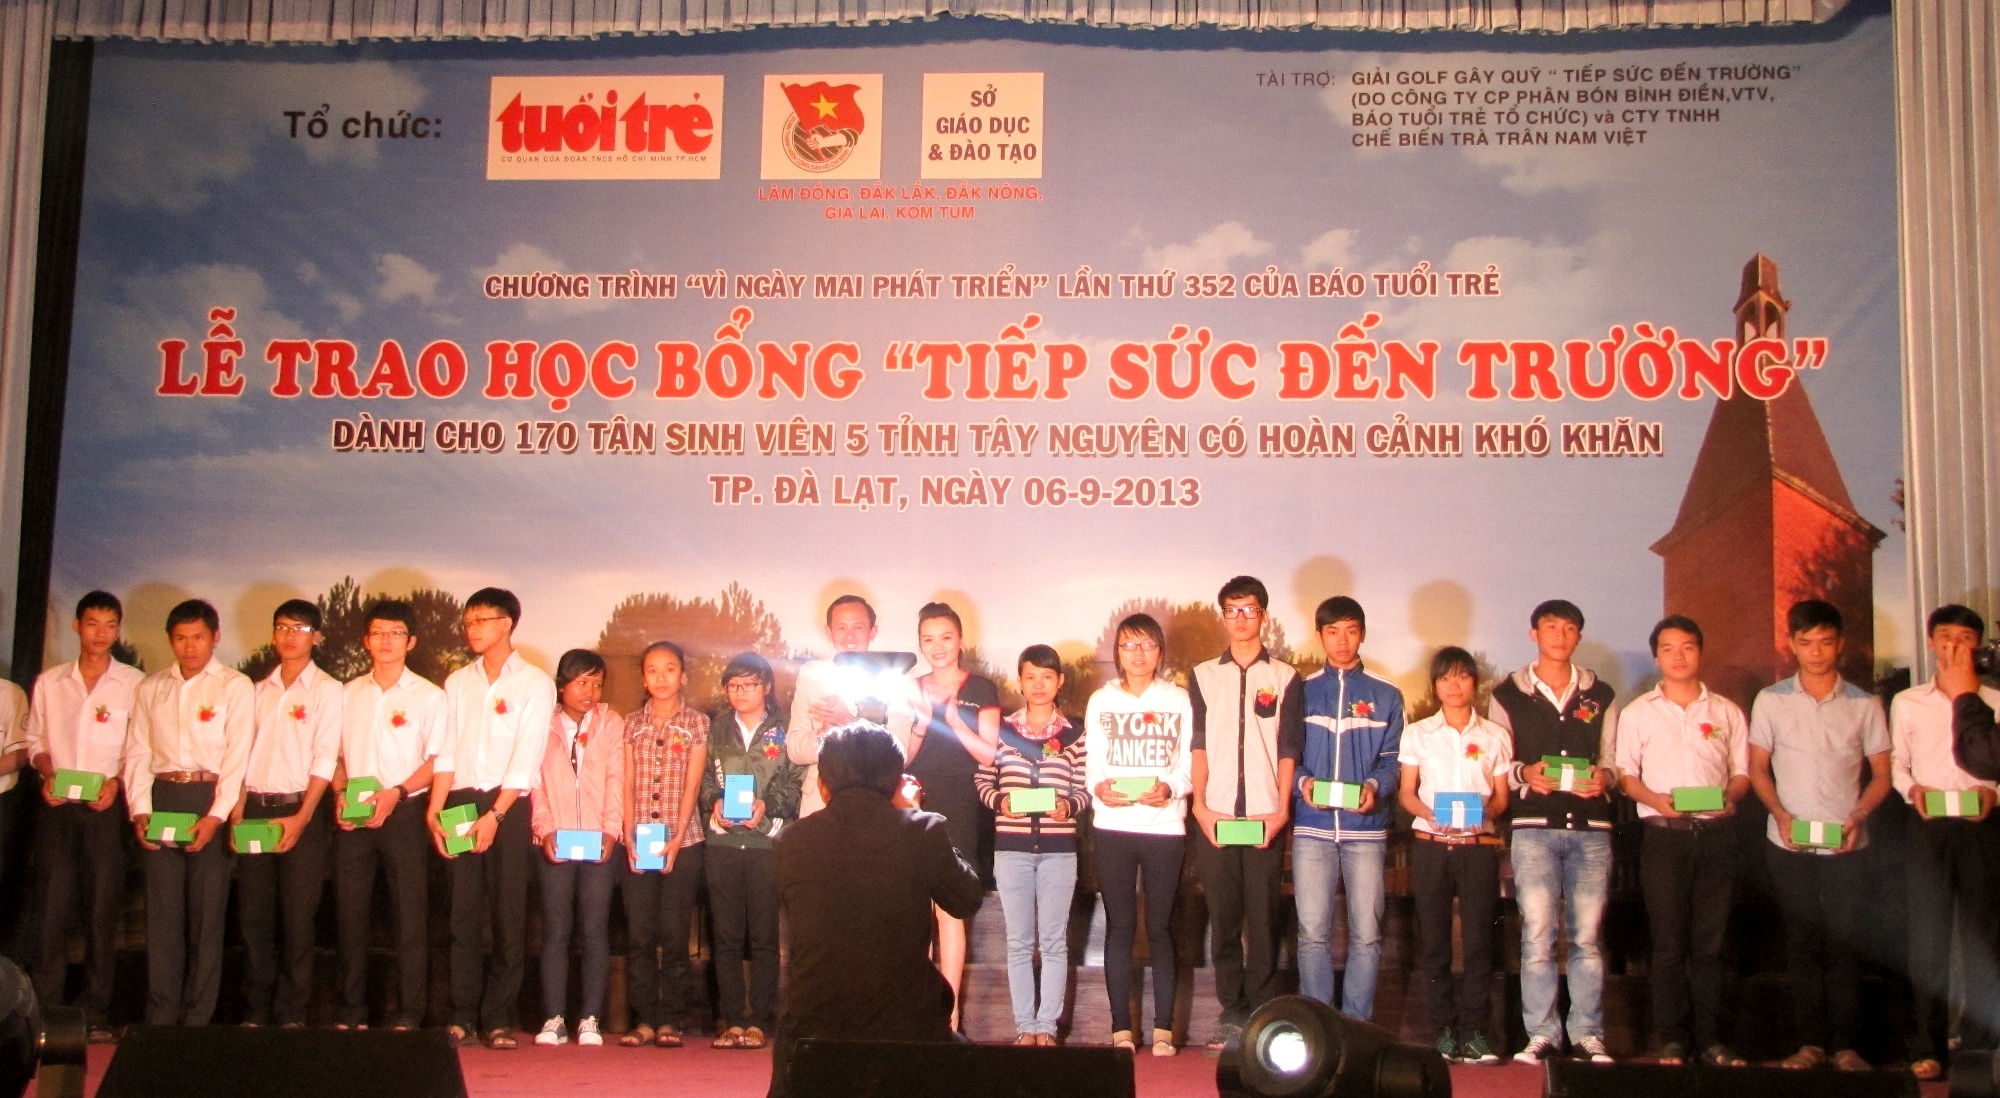 Tổ chức:
tuổi trẻ
CƠ QUAN CỦA ĐOÀN TNCS HỒ CHÍ MINH TP.HCM
SỞ
GIÁO DỤC
& ĐÀO TẠO
LÂM ĐỒNG, ĐĂK LĂK, ĐĂK NÔNG,
GIA LAI, KOM TUM
TÀI TRỢ: GIẢI GOLF GÂY QUỸ “ TIẾP SỨC ĐẾN TRƯỜNG”
(DO CÔNG TY CP PHÂN BÓN BÌNH ĐIỀN,VTV,
BÁO TUỔI TRẺ TỔ CHỨC) và CTY TNHH
CHẾ BIẾN TRÀ TRÂN NAM VIỆT
CHƯƠNG TRÌNH “VÌ NGÀY MAI PHÁT TRIỂN” LẦN THỨ 352 CỦA BÁO TUỔI TRẺ
LỄ TRAO HỌC BỔNG “TIẾP SỨC ĐẾN TRƯỜNG”
DÀNH CHO 170 TÂN SINH VIÊN 5 TỈNH TÂY NGUYÊN CÓ HOÀN CẢNH KHÓ KHĂN
TP. ĐÀ LẠT, NGÀY 06-9-2013
NEW
YORK
YANKEES